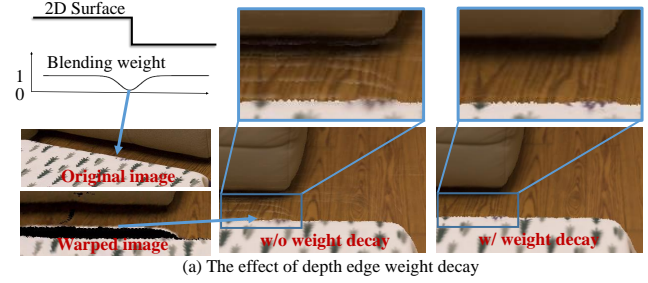 2D Surface
Blending weight
1
0
Original image
Warped image
w/o weight decay
w/ weight decay
(a) The effect of depth edge weight decay